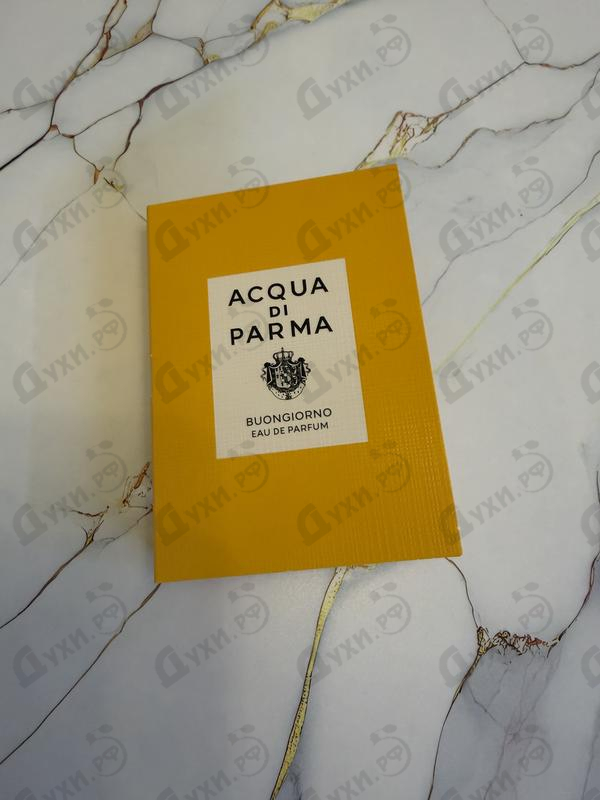 ACQUA
DI
PARMA
BUONGIORNO
EAU DE PARFUM
Духи.рф